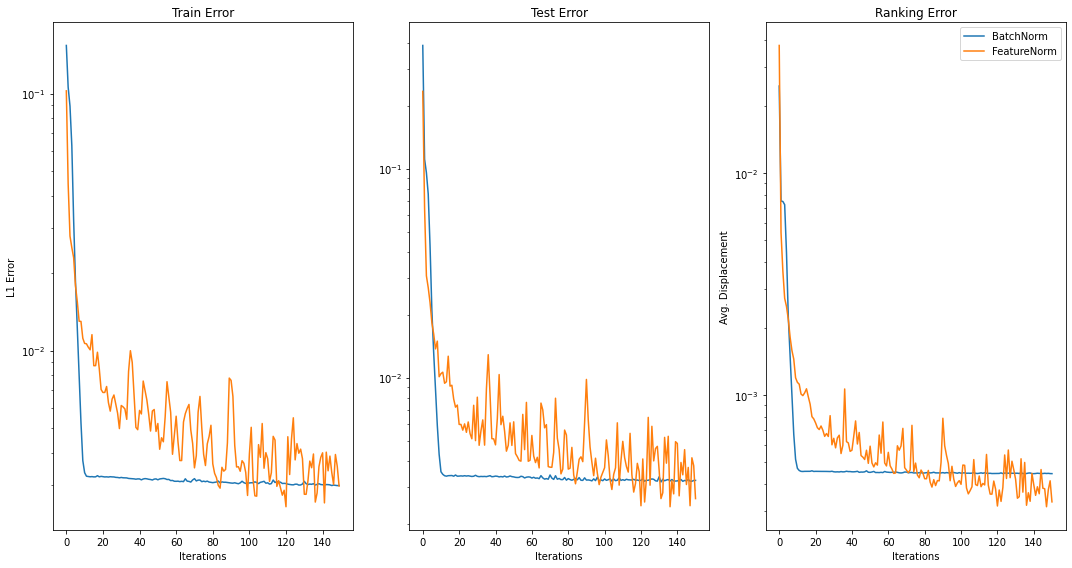 Train Error
Test Error
Ranking Error
BatchNorm
FeatureNorm
L1 Error
10⁻¹
10⁻²
10⁻¹
10⁻²
Avg. Displacement
10⁻²
10⁻³
0 20 40 60 80 100 120 140
0 20 40 60 80 100 120 140
0 20 40 60 80 100 120 140
Iterations
Iterations
Iterations